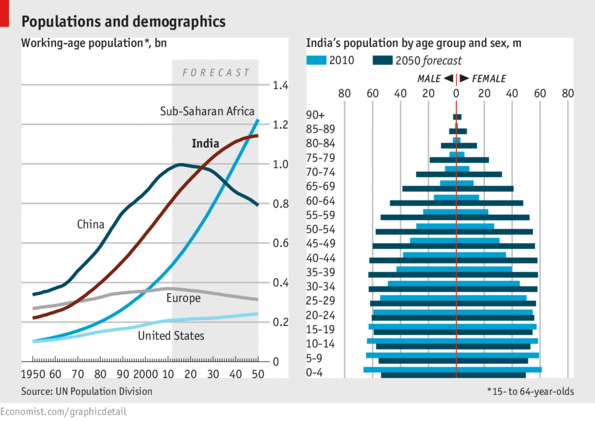 Populations and demographics
Working-age population*, bn
FORECAST
1.4
1.2
1.0
0.8
0.6
0.4
0.2
0
Sub-Saharan Africa
India
China
Europe
United States
1950 60 70 80 90 2000 10 20 30 40 50
Source: UN Population Division
India's population by age group and sex, m
2010 2050 forecast
MALE FEMALE
80 60 40 20 0 20 40 60 80
90+
85-89
80-84
75-79
70-74
65-69
60-64
55-59
50-54
45-49
40-44
35-39
30-34
25-29
20-24
15-19
10-14
5-9
0-4
*15- to 64-year-olds
Economist.com/graphicdetail